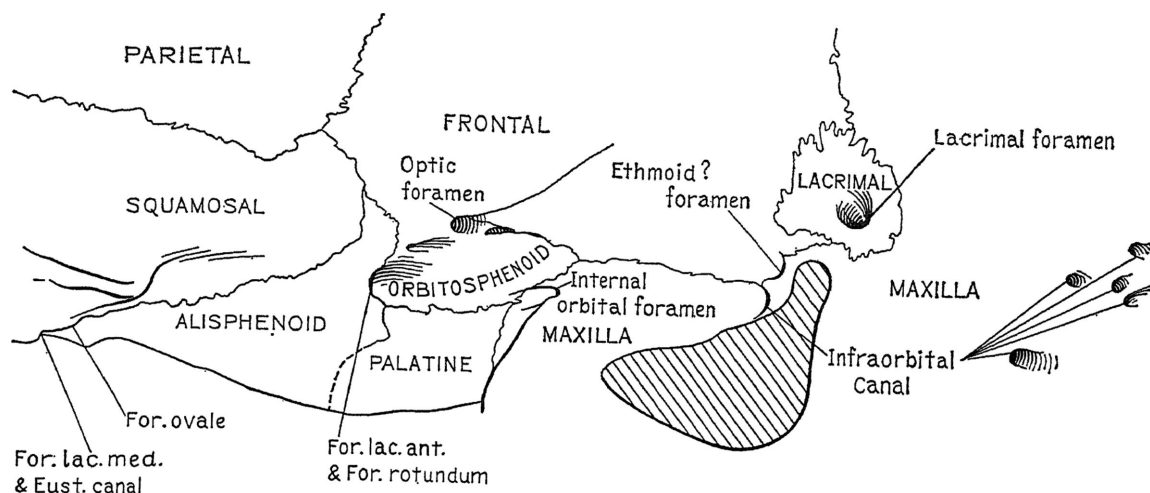 PARIETAL
FRONTAL
Lacrimal foramen
Optic
foramen
Ethmoid ?
foramen
LACRIMAL
SQUAMOSAL
ORBITOSPHENOID
Internal
orbital foramen
MAXILLA
MAXILLA
ALISPHENOID
PALATINE
Infraorbital
Canal
For. ovale
For. lac. med.
& Eust. canal
For. lac. ant.
& For. rotundum